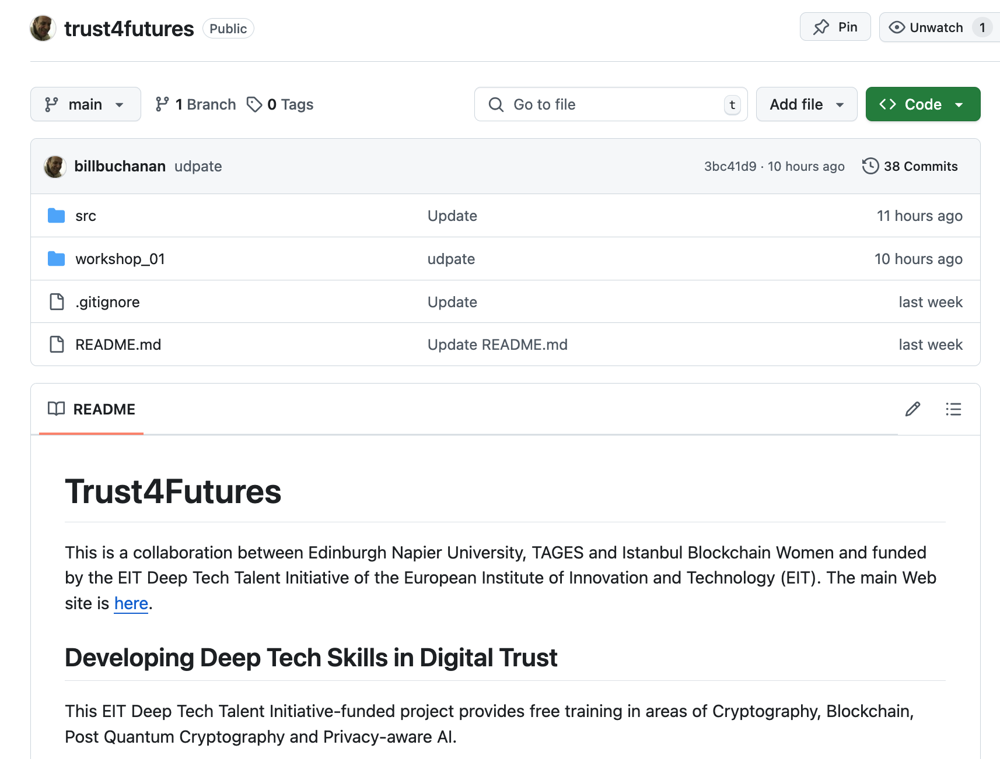 trust4futures Public
Pin
Unwatch 1
main
1 Branch
0 Tags
Go to file t
Add file
Code
billbuchanan udpate
3bc41d9 · 10 hours ago
38 Commits
src Update 11 hours ago
workshop_01 udpate 10 hours ago
.gitignore Update last week
README.md Update README.md last week
README
Trust4Futures
This is a collaboration between Edinburgh Napier University, TAGES and Istanbul Blockchain Women and funded
by the EIT Deep Tech Talent Initiative of the European Institute of Innovation and Technology (EIT). The main Web
site is here.
Developing Deep Tech Skills in Digital Trust
This EIT Deep Tech Talent Initiative-funded project provides free training in areas of Cryptography, Blockchain,
Post Quantum Cryptography and Privacy-aware AI.